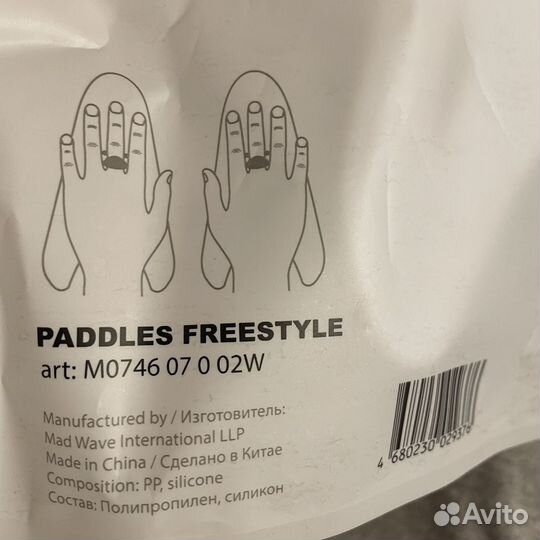 PADDLES FREESTYLE
art: M0746 07 0 02W
Manufactured by / Изготовитель:
Mad Wave International LLP
Made in China / Сделано в Китае
Composition: PP, silicone
Состав: Полипропилен, силикон
4 680230 029376
Avito